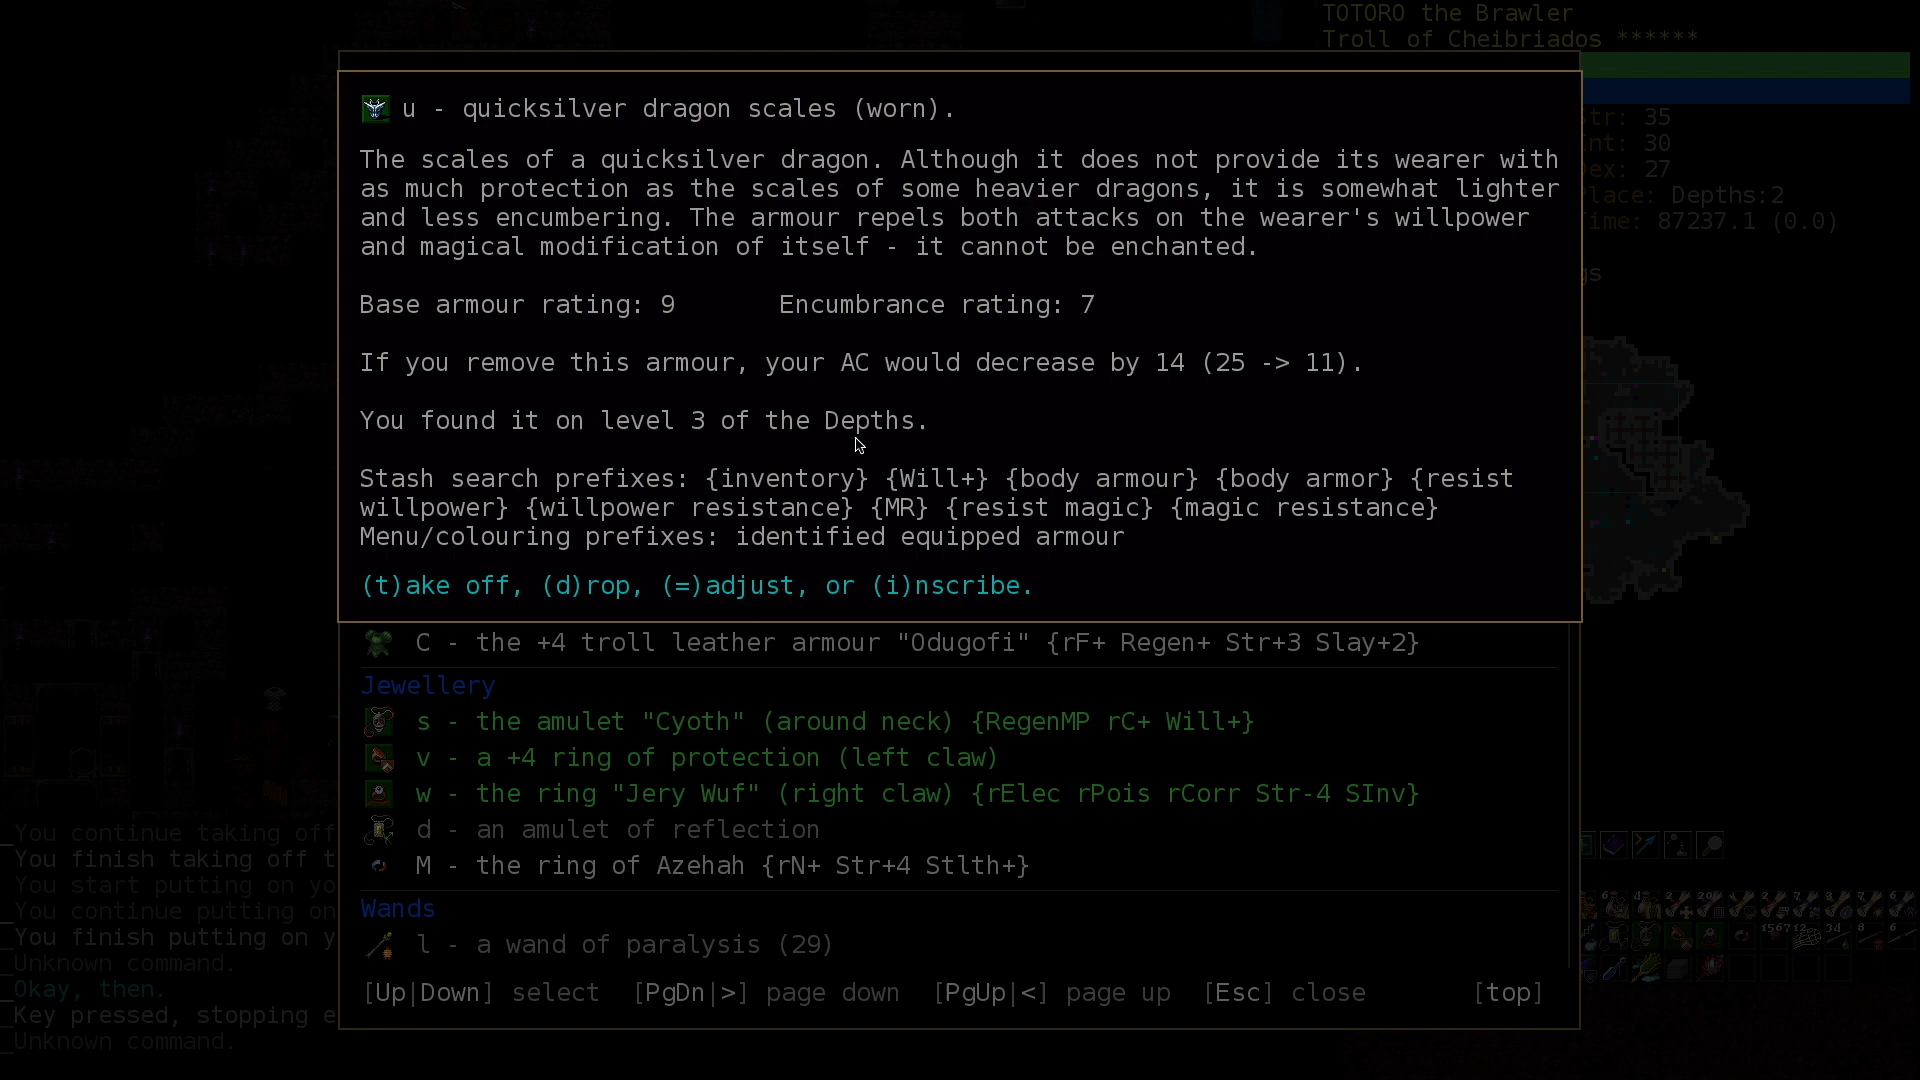 TOTORO the Brawler
Troll of Cheibriados ******
u - quicksilver dragon scales (worn).
The scales of a quicksilver dragon. Although it does not provide its wearer with
as much protection as the scales of some heavier dragons, it is somewhat lighter
and less encumbering. The armour repels both attacks on the wearer's willpower
and magical modification of itself - it cannot be enchanted.
Base armour rating: 9 Encumbrance rating: 7
If you remove this armour, your AC would decrease by 14 (25 -> 11).
You found it on level 3 of the Depths.
Stash search prefixes: {inventory} {Will+} {body armour} {body armor} {resist
willpower} {willpower resistance} {MR} {resist magic} {magic resistance}
Menu/colouring prefixes: identified equipped armour
(t)ake off, (d)rop, (=)adjust, or (i)nscribe.
Str: 35
Int: 30
Dex: 27
Place: Depths:2
Time: 87237.1 (0.0)
C - the +4 troll leather armour "Odugofi" {rF+ Regen+ Str+3 Slay+2}
Jewellery
s - the amulet "Cyoth" (around neck) {RegenMP rC+ Will+}
v - a +4 ring of protection (left claw)
w - the ring "Jery Wuf" (right claw) {rElec rPois rCorr Str-4 SInv}
d - an amulet of reflection
M - the ring of Azehah {rN+ Str+4 Stlth+}
Wands
l - a wand of paralysis (29)
[Up|Down] select [PgDn|>] page down [PgUp|<] page up [Esc] close [top]
You continue taking off
You finish taking off t
You start putting on yo
You continue putting on
You finish putting on y
Unknown command.
Okay, then.
Key pressed, stopping e
Unknown command.